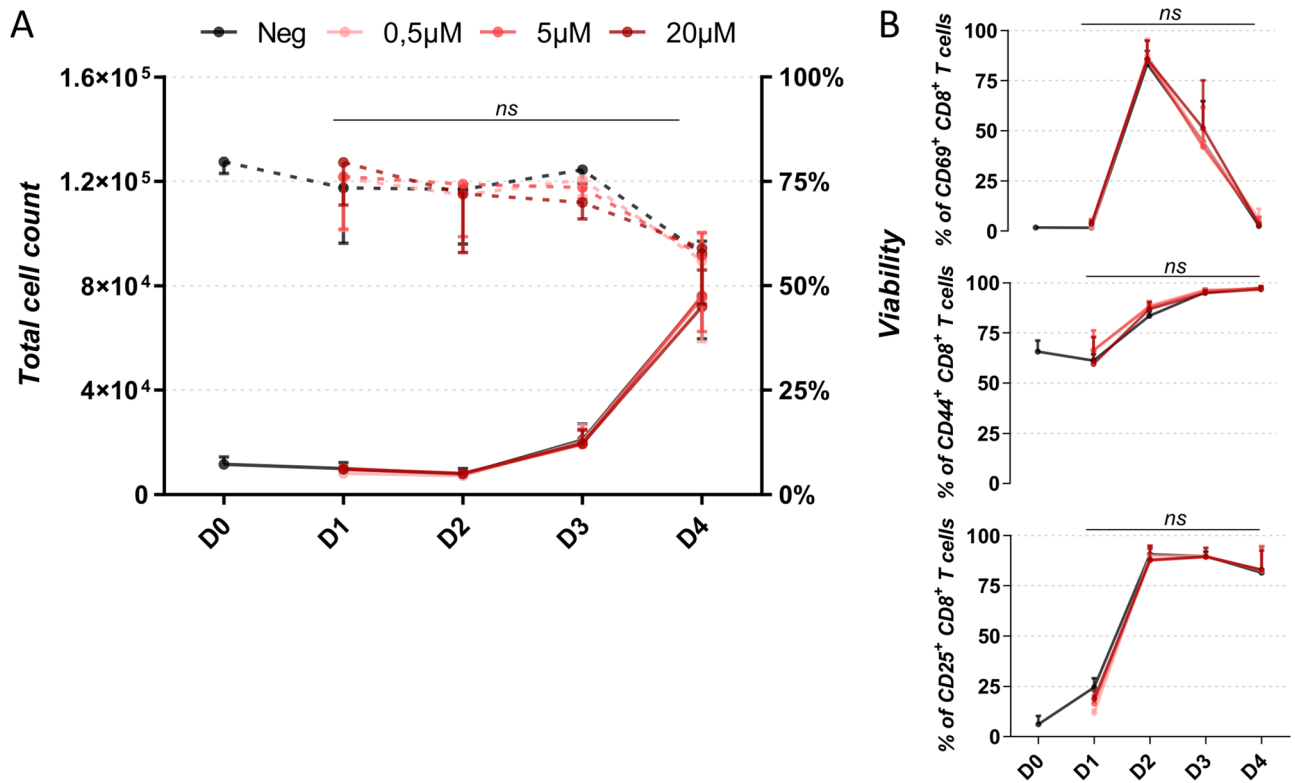 A
Neg 0,5µM 5µM 20µM
Total cell count
1.6×10⁵
1.2×10⁵
8×10⁴
4×10⁴
0
ns
100%
75%
50%
25%
0%
Viability
D0 D1 D2 D3 D4
B
% of CD69⁺ CD8⁺ T cells
100
75
50
25
0
ns
% of CD44⁺ CD8⁺ T cells
100
75
50
75
0
ns
% of CD25⁺ CD8⁺ T cells
100
75
50
25
0
ns
D0 D1 D2 D3 D4